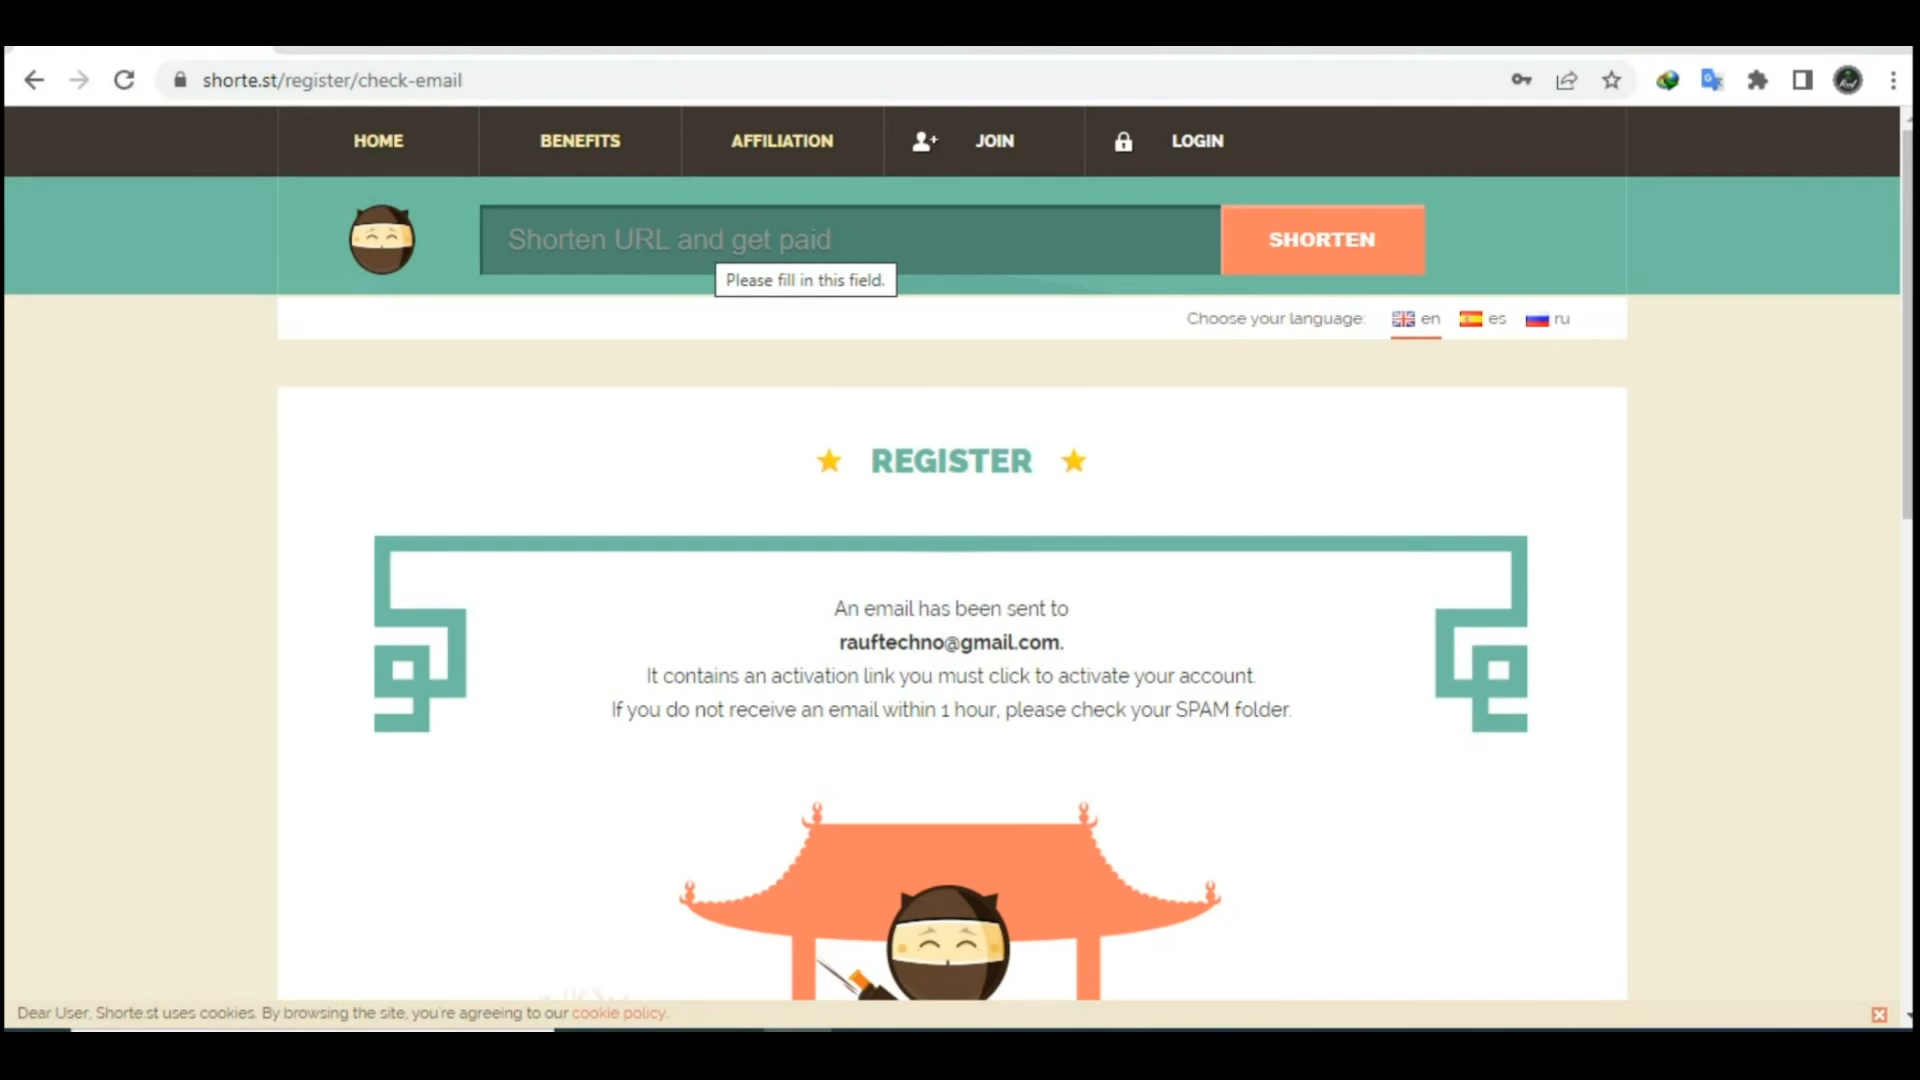 shorte.st/register/check-email
HOME
BENEFITS
AFFILIATION
JOIN
LOGIN
Shorten URL and get paid
SHORTEN
Please fill in this field.
Choose your language:
en
es
ru
REGISTER
An email has been sent to
rauftechno@gmail.com.
It contains an activation link you must click to activate your account.
If you do not receive an email within 1 hour, please check your SPAM folder.
Dear User, Shorte.st uses cookies. By browsing the site, you're agreeing to our cookie policy.